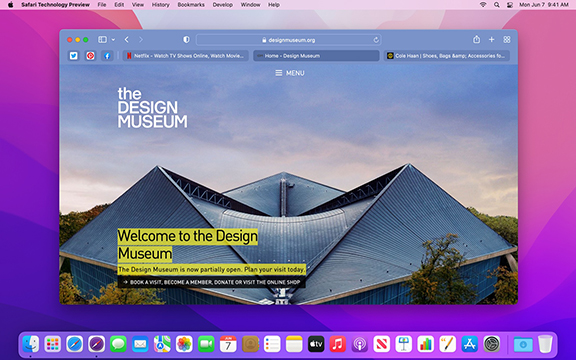 Safari Technology Preview File Edit View History Bookmarks Develop Window Help Mon Jun 7 9:41 AM
designmuseum.org
Netflix - Watch TV Shows Online, Watch Movie... Home - Design Museum Cole Haan | Shoes, Bags &amp; Accessories fo...
MENU
the
DESIGN
MUSEUM
Welcome to the Design
Museum
The Design Museum is now partially open. Plan your visit today.
→ BOOK A VISIT, BECOME A MEMBER, DONATE OR VISIT THE ONLINE SHOP
7
tv